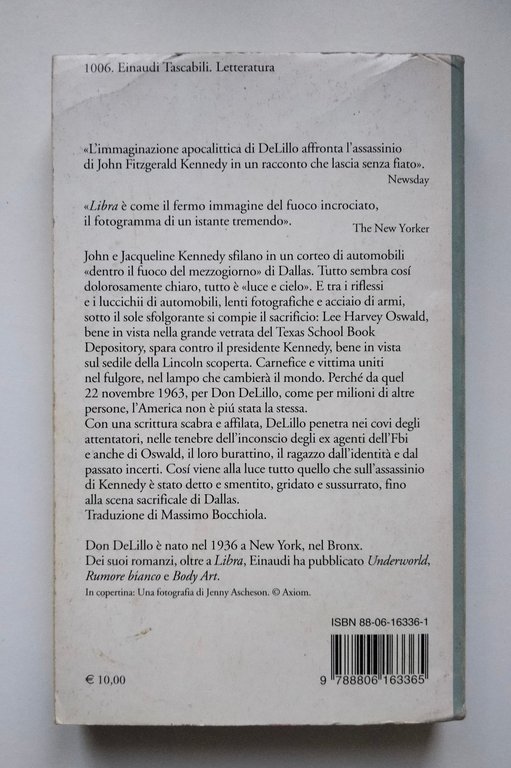 1006. Einaudi Tascabili. Letteratura
«L'immaginazione apocalittica di DeLillo affronta l'assassinio
di John Fitzgerald Kennedy in un racconto che lascia senza fiato».
Newsday
«Libra è come il fermo immagine del fuoco incrociato,
il fotogramma di un istante tremendo».
The New Yorker
John e Jacqueline Kennedy sfilano in un corteo di automobili
«dentro il fuoco del mezzogiorno» di Dallas. Tutto sembra cosí
dolorosamente chiaro, tutto è «luce e cielo». E tra i riflessi
e i luccichii di automobili, lenti fotografiche e acciaio di armi,
sotto il sole sfolgorante si compie il sacrificio: Lee Harvey Oswald,
bene in vista nella grande vetrata del Texas School Book
Depository, spara contro il presidente Kennedy, bene in vista
sul sedile della Lincoln scoperta. Carnefice e vittima uniti
nel fulgore, nel lampo che cambierà il mondo. Perché da quel
22 novembre 1963, per Don DeLillo, come per milioni di altre
persone, l'America non è piú stata la stessa.
Con una scrittura scabra e affilata, DeLillo penetra nei covi degli
attentatori, nelle tenebre dell'inconscio degli ex agenti dell'Fbi
e anche di Oswald, il loro burattino, il ragazzo dall'identità e dal
passato incerti. Cosí viene alla luce tutto quello che sull'assassinio
di Kennedy è stato detto e smentito, gridato e sussurrato, fino
alla scena sacrificale di Dallas.
Traduzione di Massimo Bocchiola.
Don DeLillo è nato nel 1936 a New York, nel Bronx.
Dei suoi romanzi, oltre a Libra, Einaudi ha pubblicato Underworld,
Rumore bianco e Body Art.
In copertina: Una fotografia di Jenny Ascheson. © Axiom.
ISBN 88-06-16336-1
€ 10,00
9 788806 163365